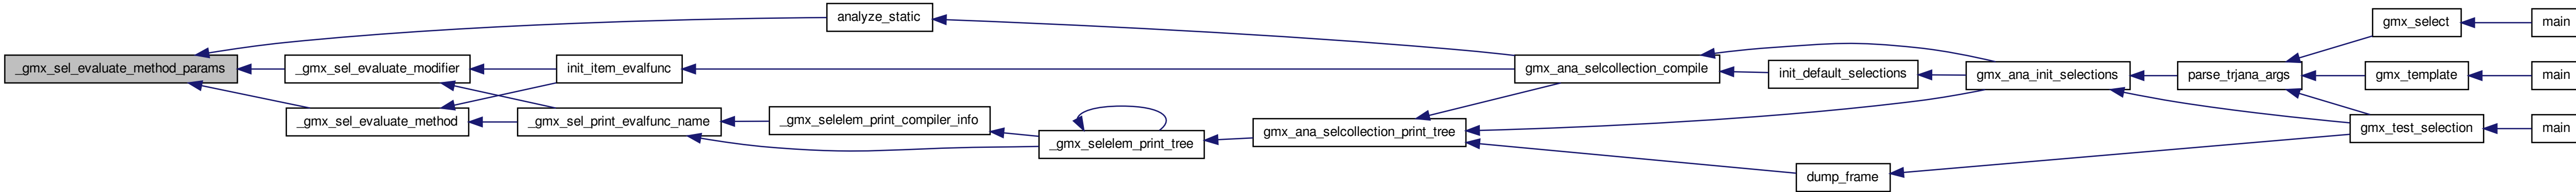 _gmx_sel_evaluate_method_params
analyze_static
_gmx_sel_evaluate_modifier
_gmx_sel_evaluate_method
init_item_evalfunc
_gmx_sel_print_evalfunc_name
_gmx_selelem_print_compiler_info
_gmx_selelem_print_tree
gmx_ana_selcollection_print_tree
gmx_ana_selcollection_compile
init_default_selections
dump_frame
gmx_ana_init_selections
parse_trjana_args
gmx_select
gmx_template
gmx_test_selection
main
main
main